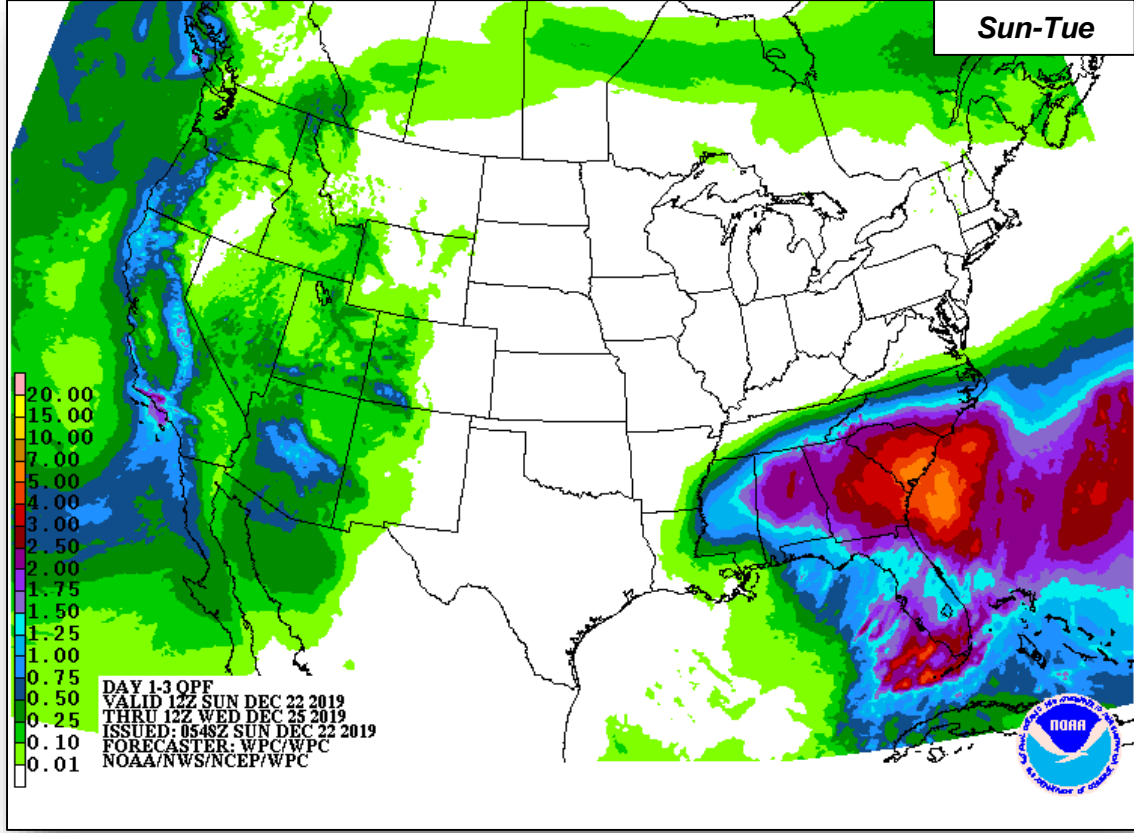 Sun-Tue
20.00
15.00
10.00
7.00
5.00
4.00
3.00
2.50
2.00
1.75
1.50
1.25
1.00
0.75
0.50
0.25
0.10
0.01
DAY 1-3 QPF
VALID 12Z SUN DEC 22 2019
THRU 12Z WED DEC 25 2019
ISSUED: 0548Z SUN DEC 22 2019
FORECASTER: WPC/WPC
NOAA/NWS/NCEP/WPC
NOAA